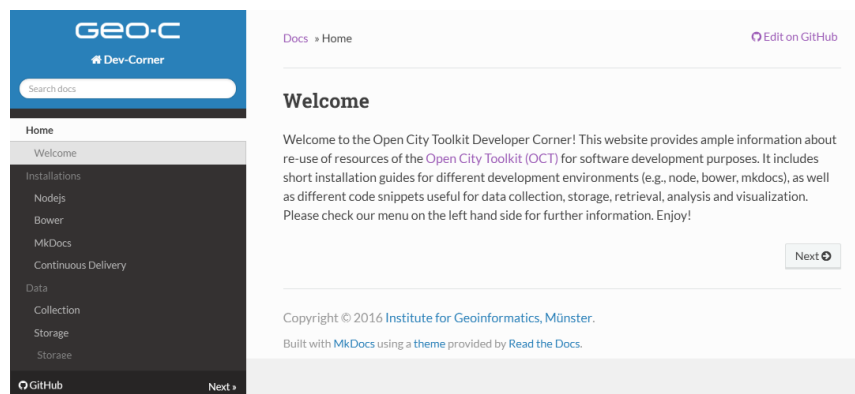 GEO-C
Dev-Corner
Search docs
Home
Welcome
Installations
Nodejs
Bower
MkDocs
Continuous Delivery
Data
Collection
Storage
Storage
GitHub
Next »
Docs » Home
Edit on GitHub
Welcome
Welcome to the Open City Toolkit Developer Corner! This website provides ample information about
re-use of resources of the Open City Toolkit (OCT) for software development purposes. It includes
short installation guides for different development environments (e.g., node, bower, mkdocs), as well
as different code snippets useful for data collection, storage, retrieval, analysis and visualization.
Please check our menu on the left hand side for further information. Enjoy!
Next
Copyright © 2016 Institute for Geoinformatics, Münster.
Built with MkDocs using a theme provided by Read the Docs.